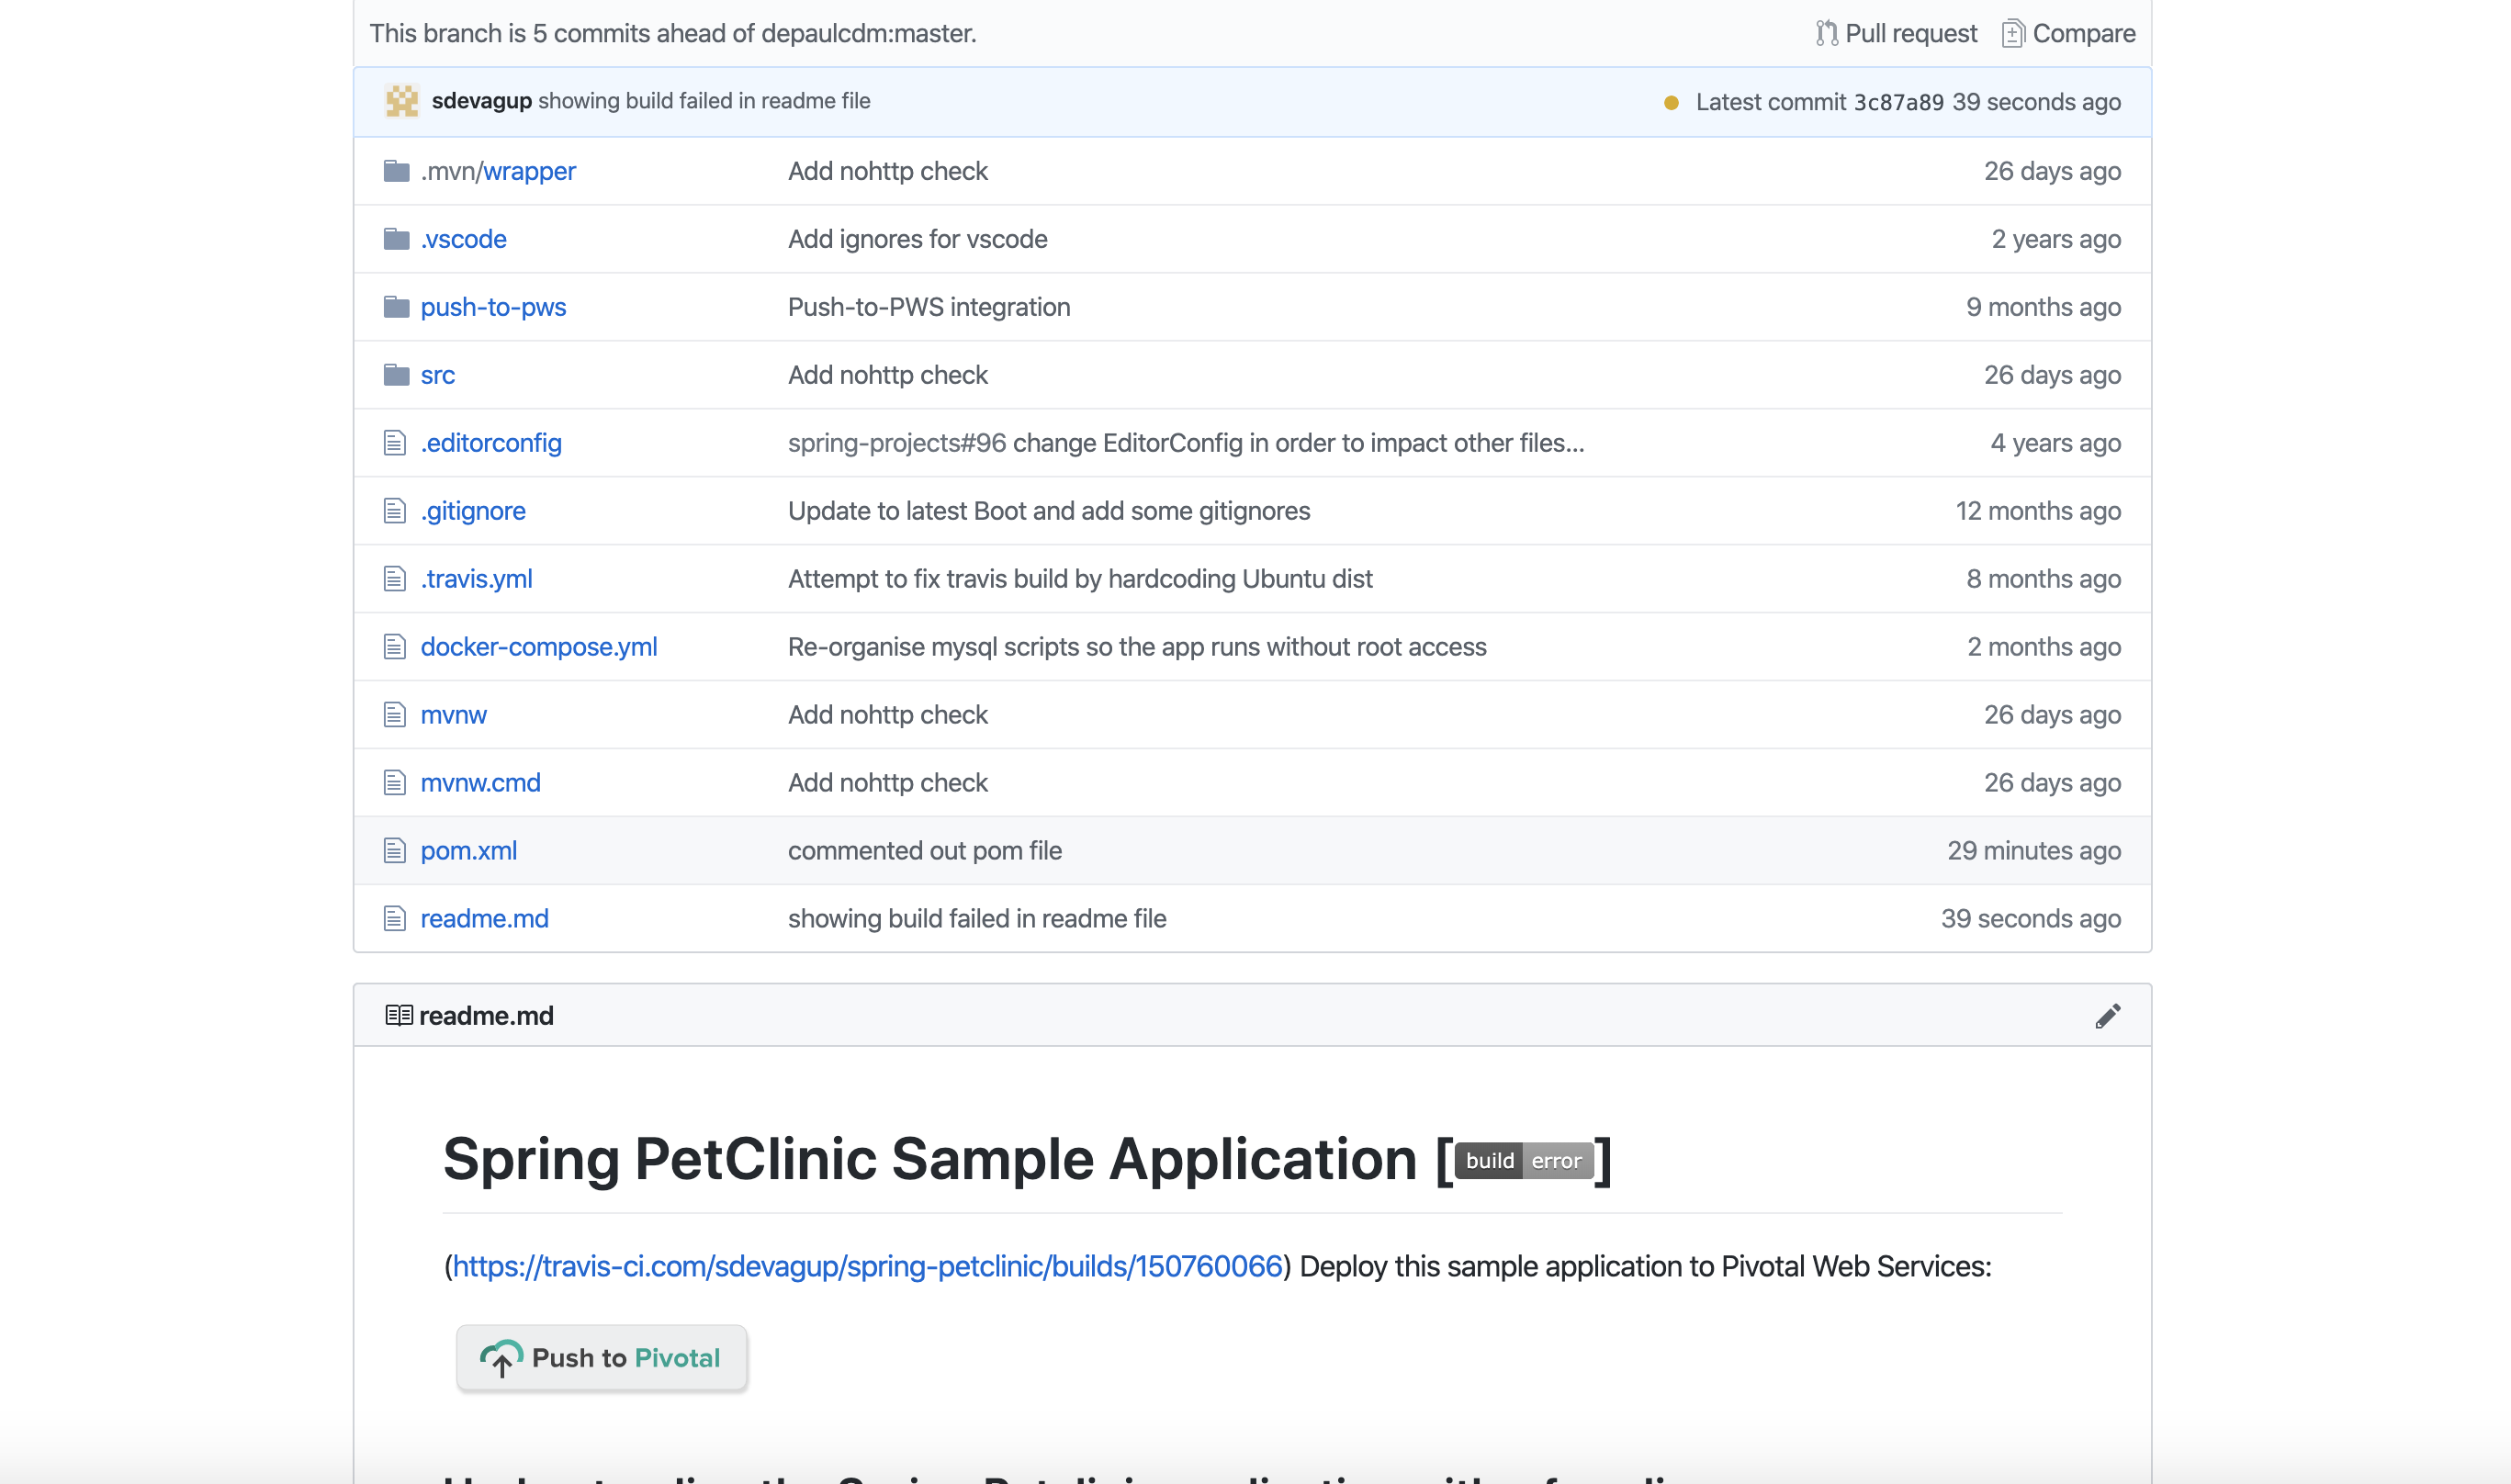 This branch is 5 commits ahead of depaulcdm:master. Pull request Compare
sdevagup showing build failed in readme file Latest commit 3c87a89 39 seconds ago
.mvn/wrapper Add nohttp check 26 days ago
.vscode Add ignores for vscode 2 years ago
push-to-pws Push-to-PWS integration 9 months ago
src Add nohttp check 26 days ago
.editorconfig spring-projects#96 change EditorConfig in order to impact other files... 4 years ago
.gitignore Update to latest Boot and add some gitignores 12 months ago
.travis.yml Attempt to fix travis build by hardcoding Ubuntu dist 8 months ago
docker-compose.yml Re-organise mysql scripts so the app runs without root access 2 months ago
mvnw Add nohttp check 26 days ago
mvnw.cmd Add nohttp check 26 days ago
pom.xml commented out pom file 29 minutes ago
readme.md showing build failed in readme file 39 seconds ago
readme.md
Spring PetClinic Sample Application [build error]
(https://travis-ci.com/sdevagup/spring-petclinic/builds/150760066) Deploy this sample application to Pivotal Web Services:
Push to Pivotal